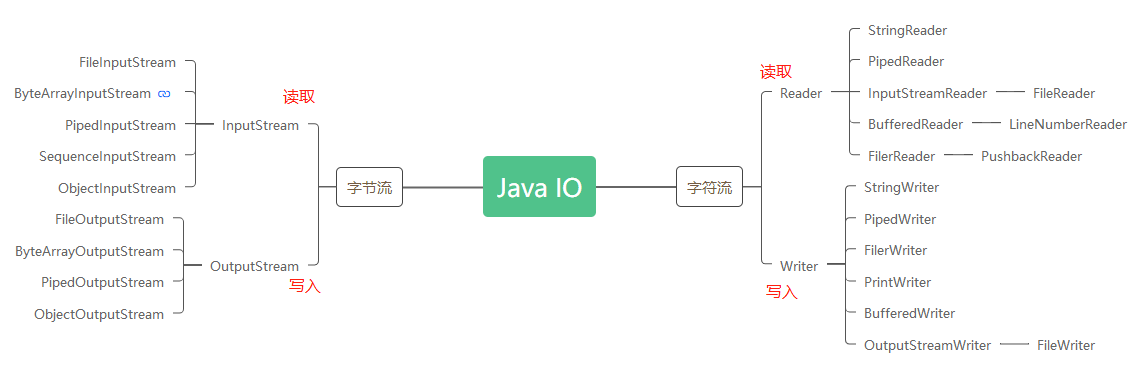 Java IO
字节流
读取
InputStream
FileInputStream
ByteArrayInputStream
PipedInputStream
SequenceInputStream
ObjectInputStream
OutputStream
写入
FileOutputStream
ByteArrayOutputStream
PipedOutputStream
ObjectOutputStream
字符流
读取
Reader
StringReader
PipedReader
InputStreamReader
FileReader
BufferedReader
LineNumberReader
FilerReader
PushbackReader
Writer
写入
StringWriter
PipedWriter
FilerWriter
PrintWriter
BufferedWriter
OutputStreamWriter
FileWriter